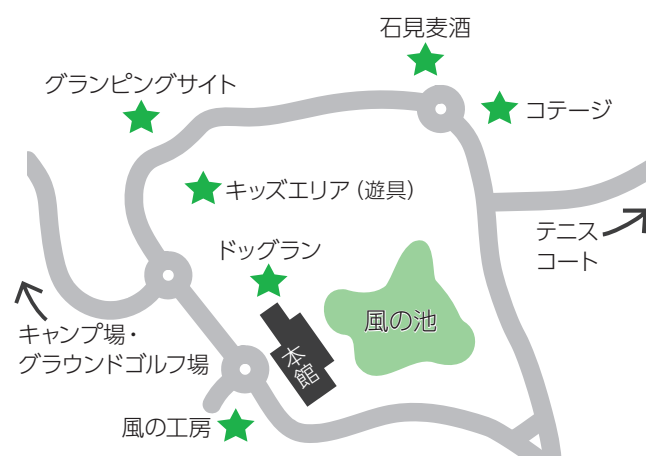 石見麦酒
グランピングサイト
コテージ
キッズエリア（遊具）
テニス
コート
ドッグラン
風の池
本館
キャンプ場・
グラウンドゴルフ場
風の工房